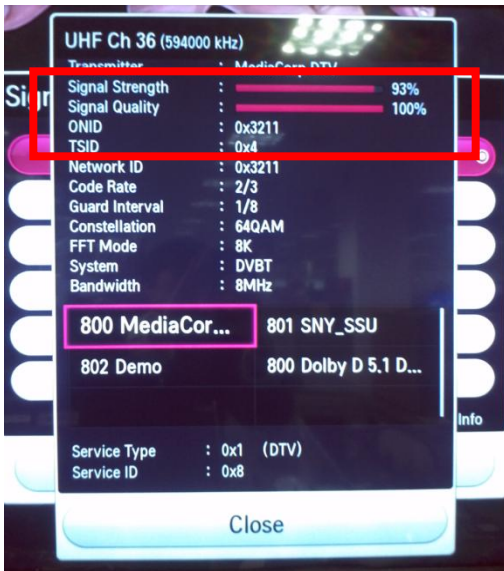 UHF Ch 36 (594000 kHz)
Transmitter : MediaCorp DTV
Signal Strength : 93%
Signal Quality : 100%
ONID : 0x3211
TSID : 0x4
Network ID : 0x3211
Code Rate : 2/3
Guard Interval : 1/8
Constellation : 64QAM
FFT Mode : 8K
System : DVBT
Bandwidth : 8MHz
800 MediaCor... 801 SNY_SSU
802 Demo 800 Dolby D 5.1 D...
Info
Service Type : 0x1 (DTV)
Service ID : 0x8
Close